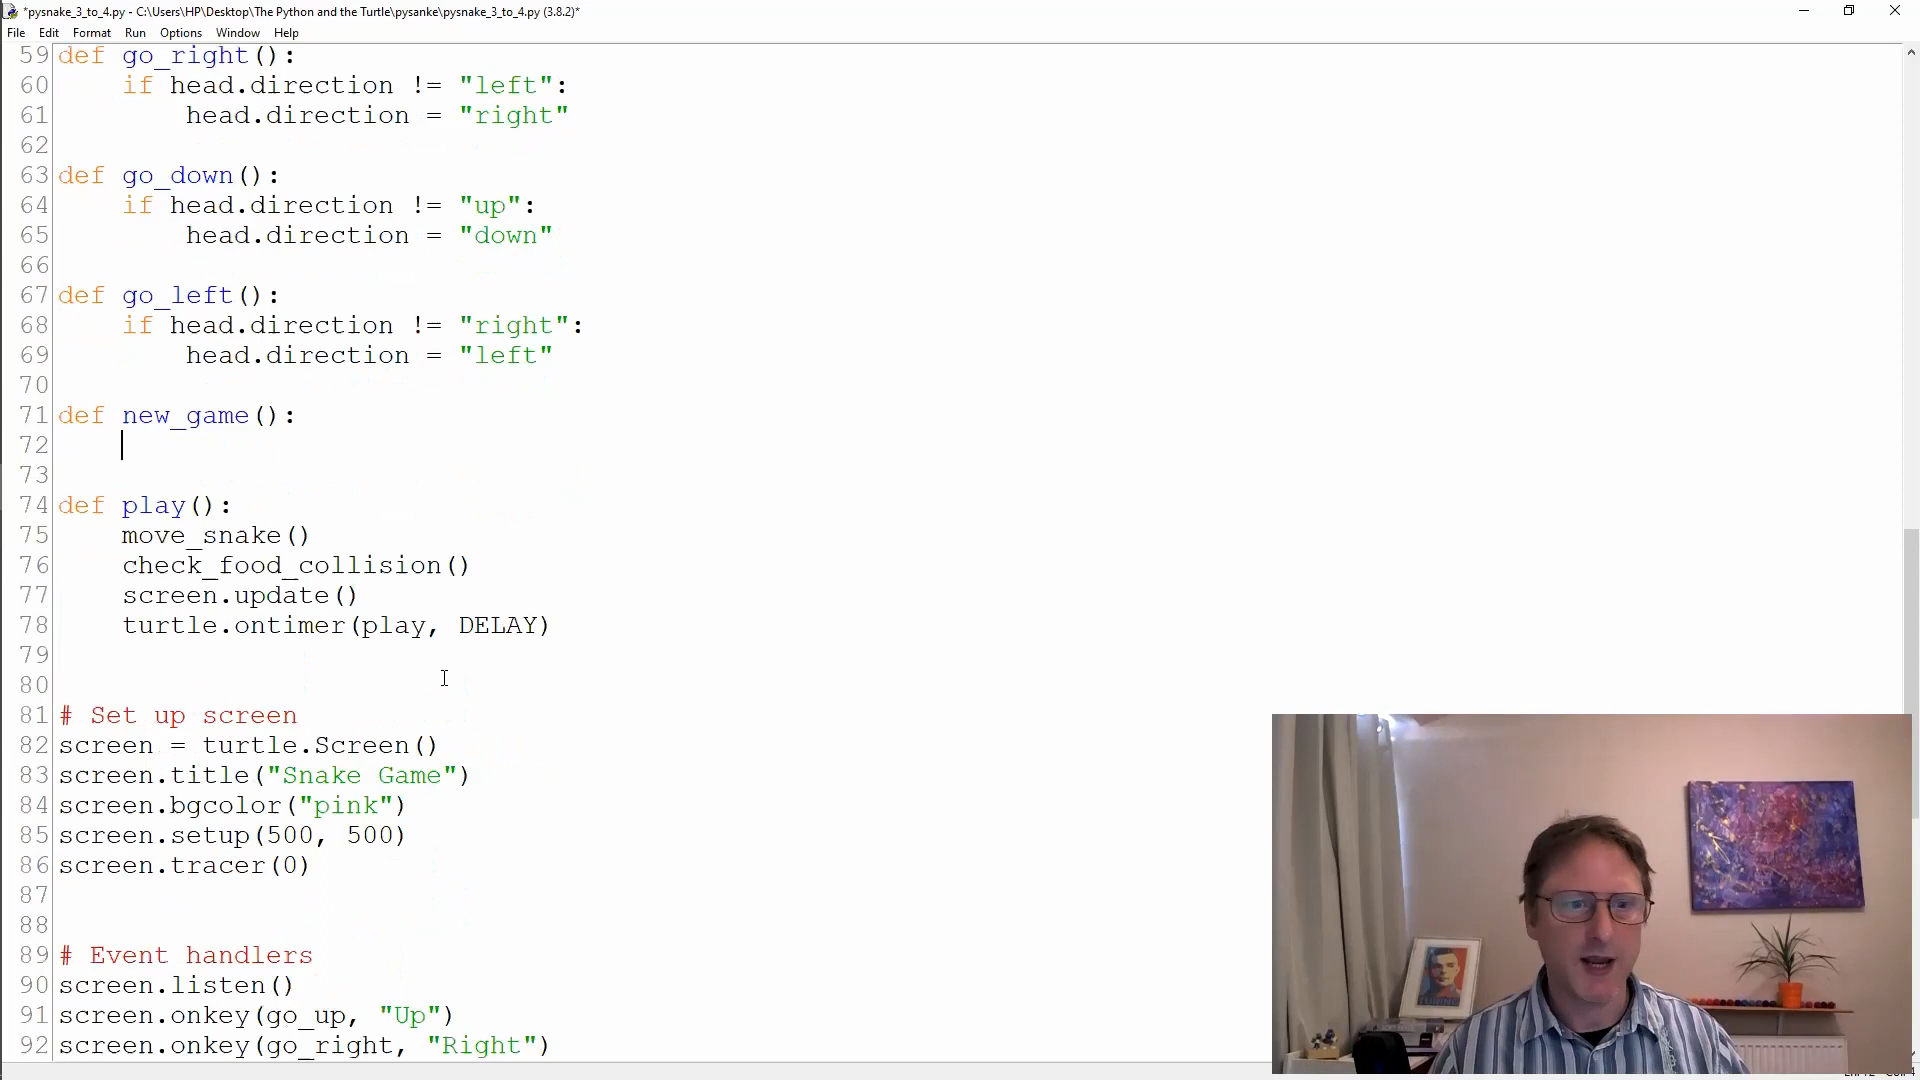 *pysnake_3_to_4.py - C:\Users\HP\Desktop\The Python and the Turtle\pysanke\pysnake_3_to_4.py (3.8.2)*
File Edit Format Run Options Window Help
59 def go_right():
60     if head.direction != "left":
61         head.direction = "right"
62
63 def go_down():
64     if head.direction != "up":
65         head.direction = "down"
66
67 def go_left():
68     if head.direction != "right":
69         head.direction = "left"
70
71 def new_game():
72
73
74 def play():
75     move_snake()
76     check_food_collision()
77     screen.update()
78     turtle.ontimer(play, DELAY)
79
80
81 # Set up screen
82 screen = turtle.Screen()
83 screen.title("Snake Game")
84 screen.bgcolor("pink")
85 screen.setup(500, 500)
86 screen.tracer(0)
87
88
89 # Event handlers
90 screen.listen()
91 screen.onkey(go_up, "Up")
92 screen.onkey(go_right, "Right")